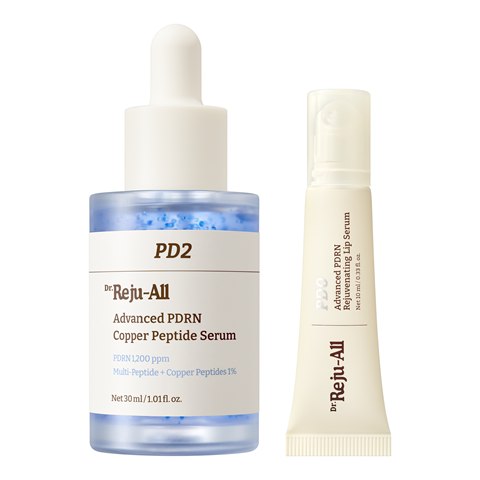 PD2
Dr.Reju-All
Advanced PDRN
Copper Peptide Serum
PDRN 1,200 ppm
Multi-Peptide + Copper Peptides 1%
Net 30 ml / 1.01 fl. oz.
Dr.Reju-All
Advanced PDRN
Rejuvenating Lip Serum
Net 10 ml / 0.33 fl. oz.